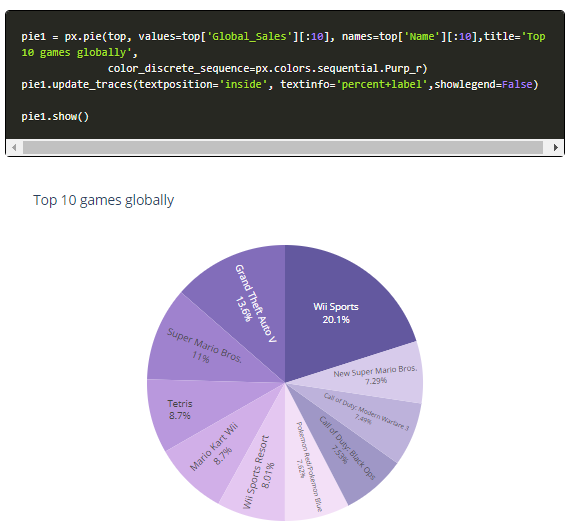 pie1 = px.pie(top, values=top['Global_Sales'][:10], names=top['Name'][:10],title='Top
10 games globally',
             color_discrete_sequence=px.colors.sequential.Purp_r)
pie1.update_traces(textposition='inside', textinfo='percent+label',showlegend=False)
pie1.show()
Top 10 games globally
Grand Theft Auto V
13.6%
Wii Sports
20.1%
Super Mario Bros.
11%
New Super Mario Bros.
7.29%
Tetris
8.7%
Call of Duty: Modern Warfare 3
7.49%
Mario Kart Wii
8.7%
Call of Duty: Black Ops
7.53%
Wii Sports Resort
8.01%
Pokemon Red/Pokemon Blue
7.62%